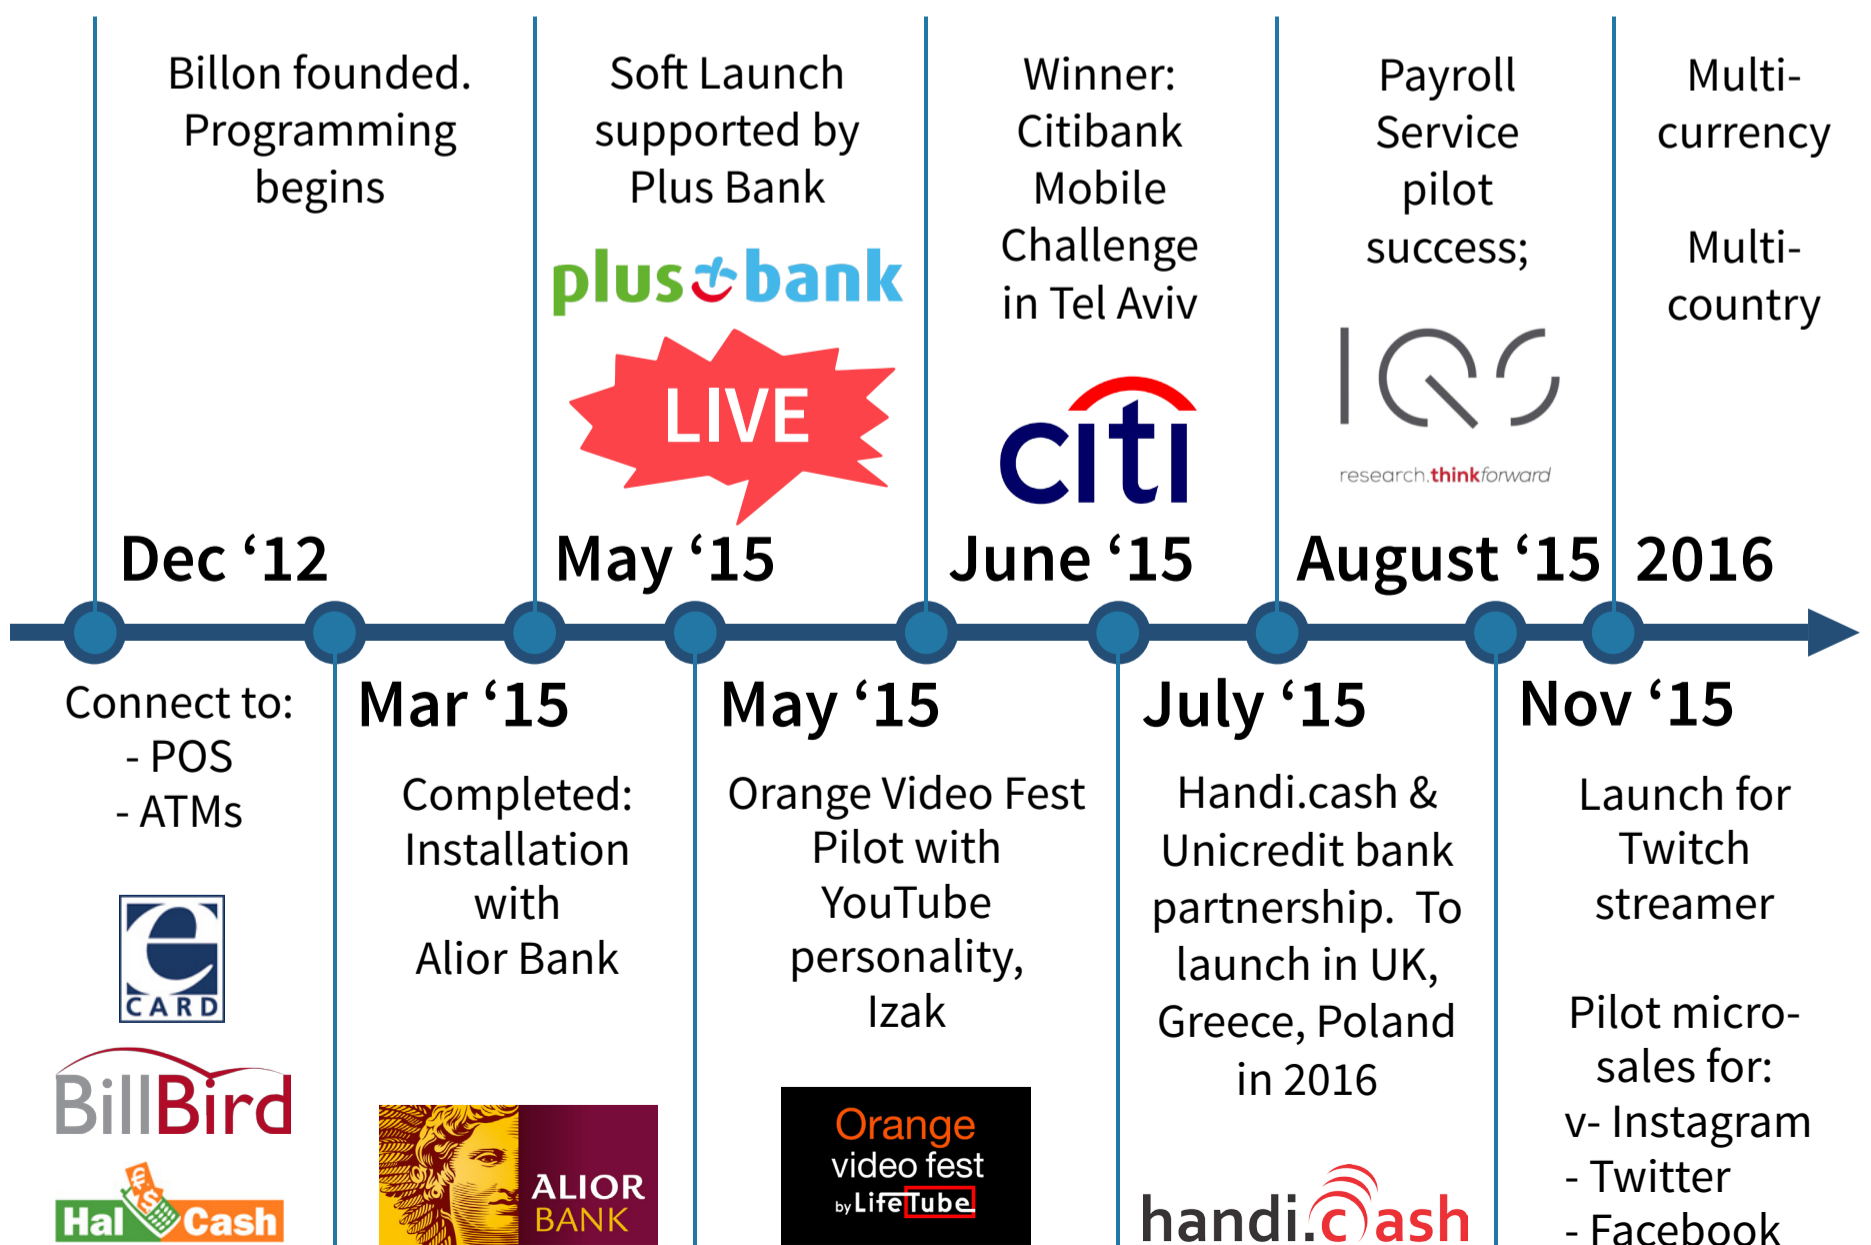 Billon founded.
Programming
begins
Dec ‘12
Soft Launch
supported by
Plus Bank
plus bank
LIVE
May ‘15
Winner:
Citibank
Mobile
Challenge
in Tel Aviv
citi
June ‘15
Payroll
Service
pilot
success;
IQS
research.thinkforward
August ‘15
Multi-
currency
Multi-
country
2016
Connect to:
- POS
- ATMs
e
CARD
BillBird
Hal Cash
Mar ‘15
Completed:
Installation
with
Alior Bank
ALIOR
BANK
May ‘15
Orange Video Fest
Pilot with
YouTube
personality,
Izak
Orange
video fest
by LifeTube
July ‘15
Handi.cash &
Unicredit bank
partnership. To
launch in UK,
Greece, Poland
in 2016
handi.cash
Nov ‘15
Launch for
Twitch
streamer
Pilot micro-
sales for:
v- Instagram
- Twitter
- Facebook